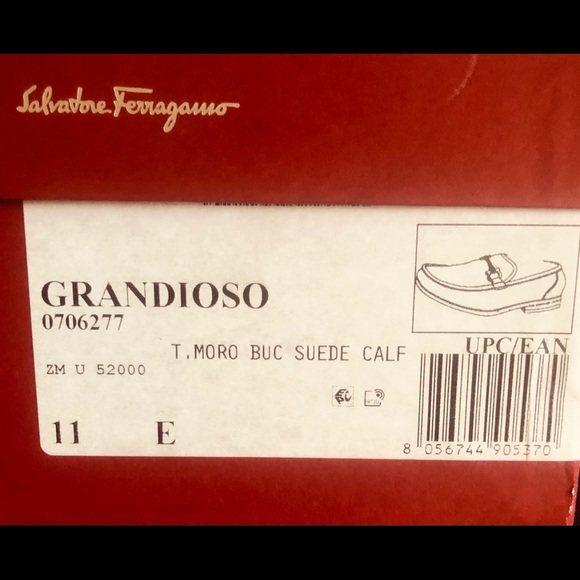 Salvatore Ferragamo
GRANDIOSO
0706277
T.MORO BUC SUEDE CALF
UPC/EAN
ZM U 52000
11 E
8 056744 905370